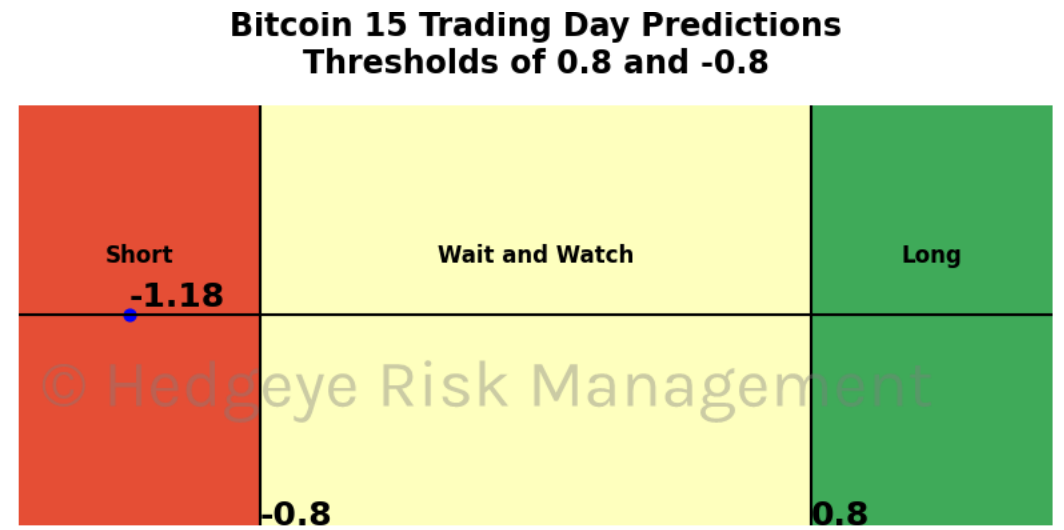 Bitcoin 15 Trading Day Predictions
Thresholds of 0.8 and -0.8
Short
Wait and Watch
Long
-1.18
© Hedgeye Risk Management
-0.8
0.8